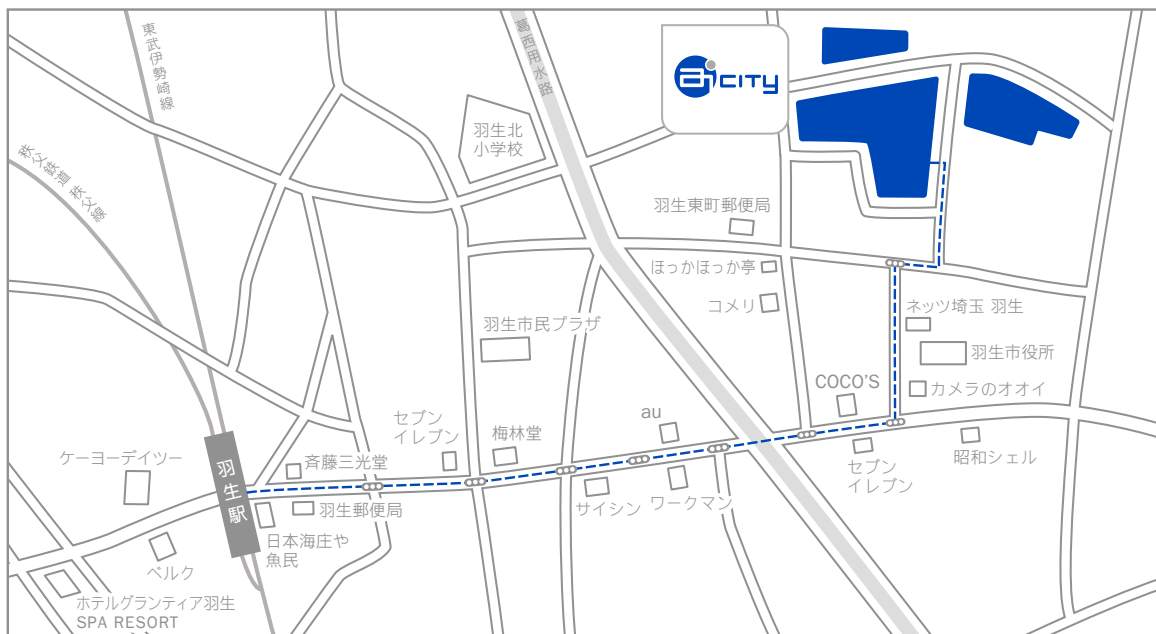 東武伊勢崎線
葛西用水路
ai CITY
秩父鉄道 秩父線
羽生北
小学校
羽生東町郵便局
ほっかほっか亭
コメリ
ネッツ埼玉 羽生
羽生市民プラザ
羽生市役所
COCO'S
カメラのオオイ
セブン
イレブン
au
梅林堂
ケーヨーデイツー
斉藤三光堂
羽生駅
昭和シェル
セブン
イレブン
サイシン
ワークマン
羽生郵便局
日本海庄や
魚民
ベルク
ホテルグランティア羽生
SPA RESORT